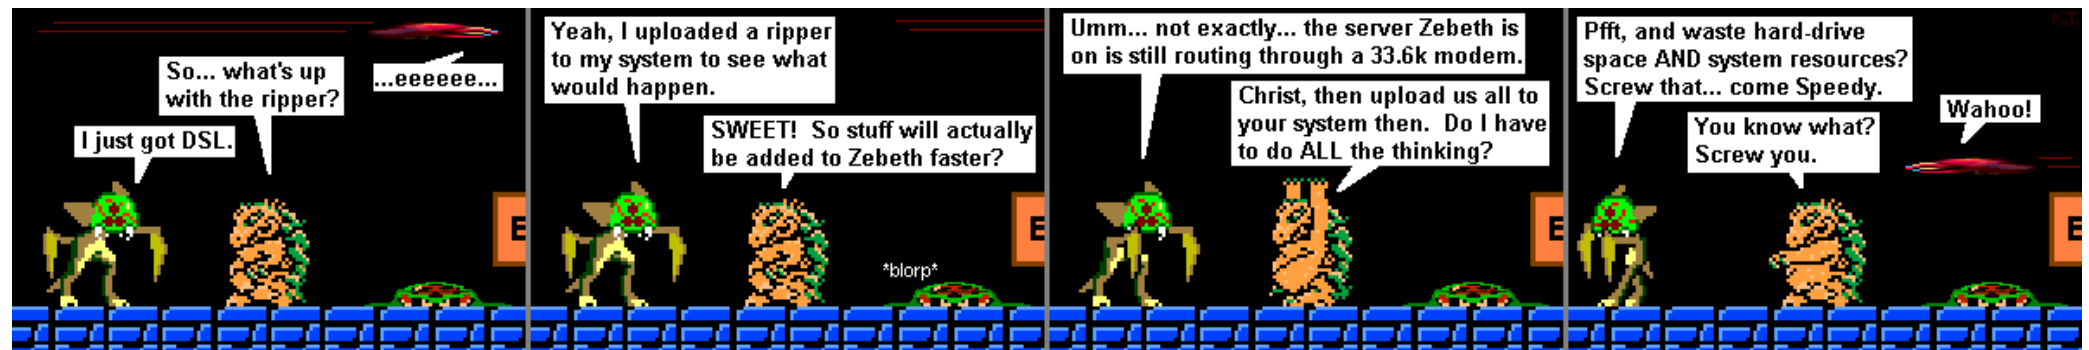 ...eeeeee...
So... what's up
with the ripper?
I just got DSL.
E
Yeah, I uploaded a ripper
to my system to see what
would happen.
SWEET!  So stuff will actually
be added to Zebeth faster?
*blorp*
E
Umm... not exactly... the server Zebeth is
on is still routing through a 33.6k modem.
Christ, then upload us all to
your system then.  Do I have
to do ALL the thinking?
E
Pfft, and waste hard-drive
space AND system resources?
Screw that... come Speedy.
Wahoo!
You know what?
Screw you.
E